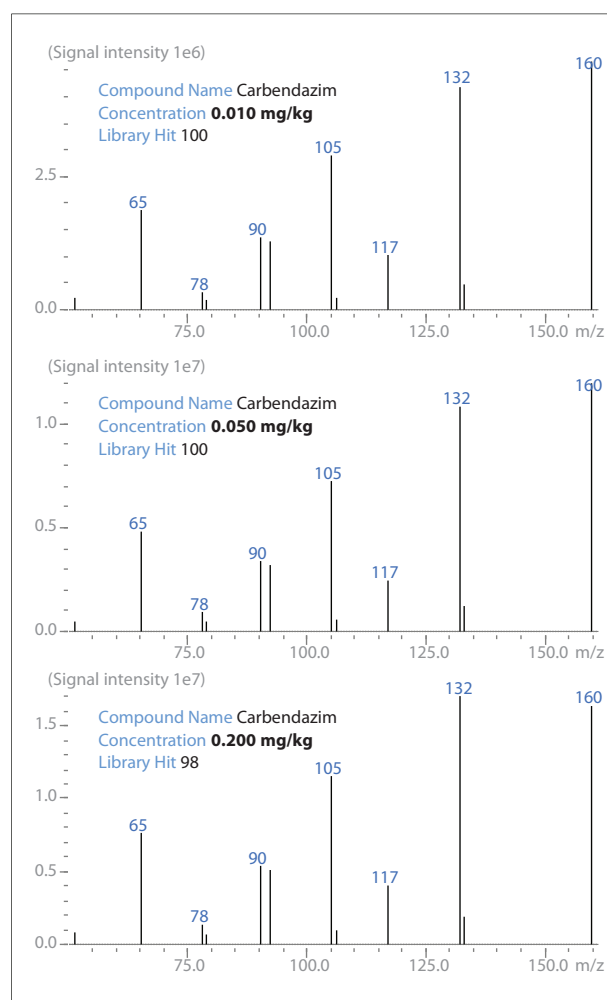 (Signal intensity 1e6)
160
132
Compound Name Carbendazim
Concentration 0.010 mg/kg
Library Hit 100
105
2.5
65
90
117
78
0.0
75.0 100.0 125.0 150.0 m/z
(Signal intensity 1e7)
160
132
Compound Name Carbendazim
1.0
Concentration 0.050 mg/kg
Library Hit 100
105
0.5
65
90
117
78
0.0
75.0 100.0 125.0 150.0 m/z
(Signal intensity 1e7)
132
160
Compound Name Carbendazim
1.5
Concentration 0.200 mg/kg
Library Hit 98
105
1.0
65
90
0.5
117
78
0.0
75.0 100.0 125.0 150.0 m/z